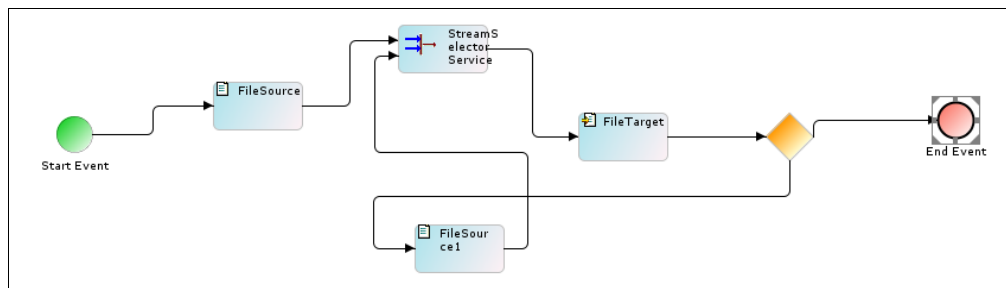 StreamS
elector
Service
FileSource
FileTarget
Start Event
End Event
FileSour
ce1